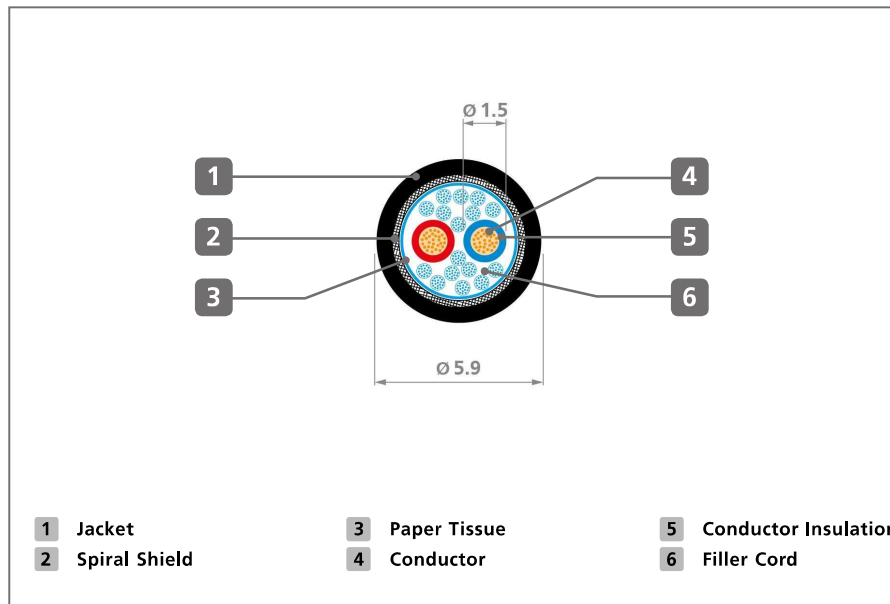 Ø 1.5
1
4
2
5
3
6
Ø 5.9
1 Jacket
2 Spiral Shield
3 Paper Tissue
4 Conductor
5 Conductor Insulation
6 Filler Cord